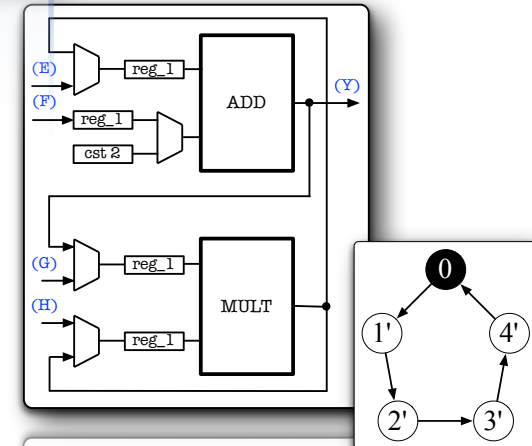 (E)
reg_1
(F)
reg_1
cst 2
ADD
(Y)
(G)
reg_1
(H)
reg_1
MULT
0
1'
4'
2'
3'